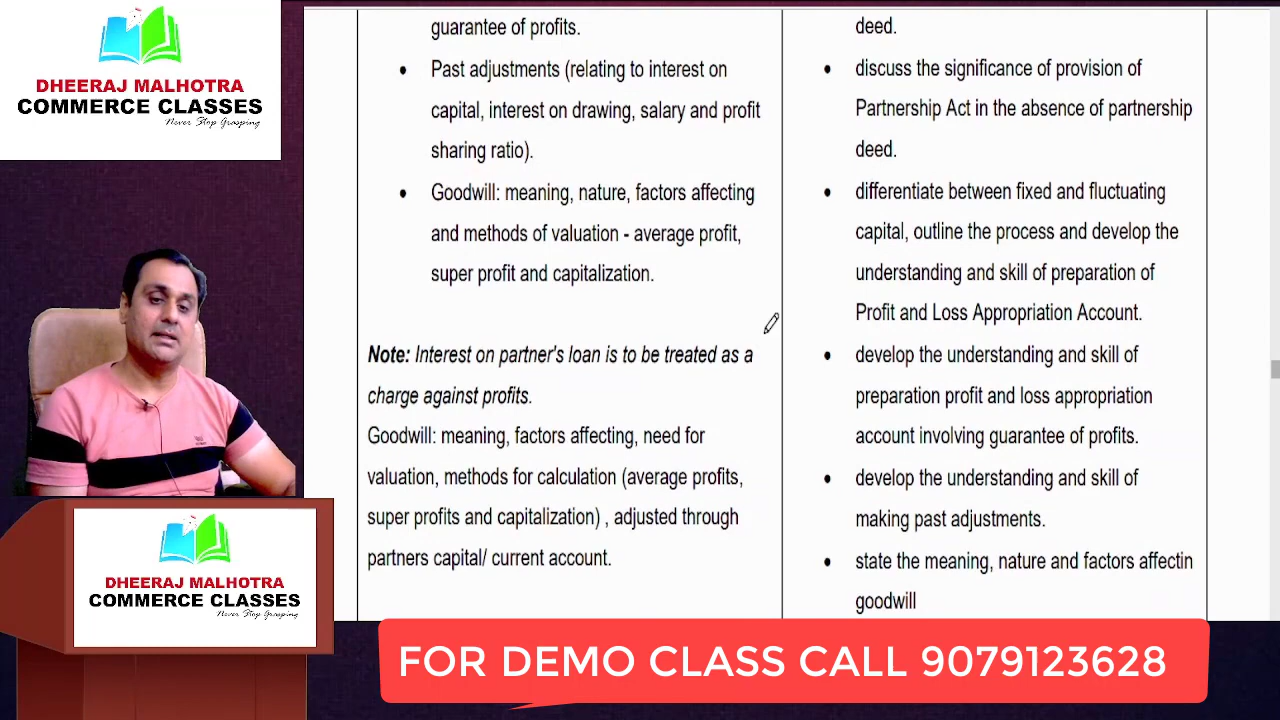 DHEERAJ MALHOTRA
COMMERCE CLASSES
Never Stop Grasping
guarantee of profits.
• Past adjustments (relating to interest on
capital, interest on drawing, salary and profit
sharing ratio).
• Goodwill: meaning, nature, factors affecting
and methods of valuation - average profit,
super profit and capitalization.
Note: Interest on partner's loan is to be treated as a
charge against profits.
Goodwill: meaning, factors affecting, need for
valuation, methods for calculation (average profits,
super profits and capitalization) , adjusted through
partners capital/ current account.
deed.
• discuss the significance of provision of
Partnership Act in the absence of partnership
deed.
• differentiate between fixed and fluctuating
capital, outline the process and develop the
understanding and skill of preparation of
Profit and Loss Appropriation Account.
• develop the understanding and skill of
preparation profit and loss appropriation
account involving guarantee of profits.
• develop the understanding and skill of
making past adjustments.
• state the meaning, nature and factors affectin
goodwill
DHEERAJ MALHOTRA
COMMERCE CLASSES
Never Stop Grasping
FOR DEMO CLASS CALL 9079123628